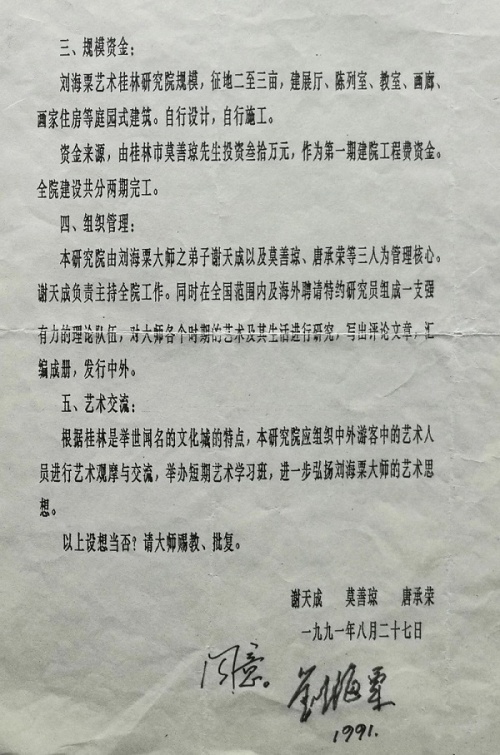 三、规模资金：
刘海粟艺术桂林研究院规模，征地二至三亩，建展厅、陈列室、教室、画廊、
画家住房等庭园式建筑。自行设计，自行施工。
资金来源，由桂林市莫善琼先生投资叁拾万元，作为第一期建院工程费资金。
全院建设共分两期完工。
四、组织管理：
本研究院由刘海粟大师之弟子谢天成以及莫善琼、唐承荣等三人为管理核心。
谢天成负责主持全院工作。同时在全国范围内及海外聘请特约研究员组成一支强
有力的理论队伍，对大师各个时期的艺术及其生活进行研究，写出评论文章，汇
编成册，发行中外。
五、艺术交流：
根据桂林是举世闻名的文化城的特点，本研究院应组织中外游客中的艺术人
员进行艺术观摩与交流，举办短期艺术学习班，进一步弘扬刘海粟大师的艺术思
想。
以上设想当否？请大师赐教、批复。
谢天成 莫善琼 唐承荣
一九九一年八月二十七日
同意。
刘海粟
1991.